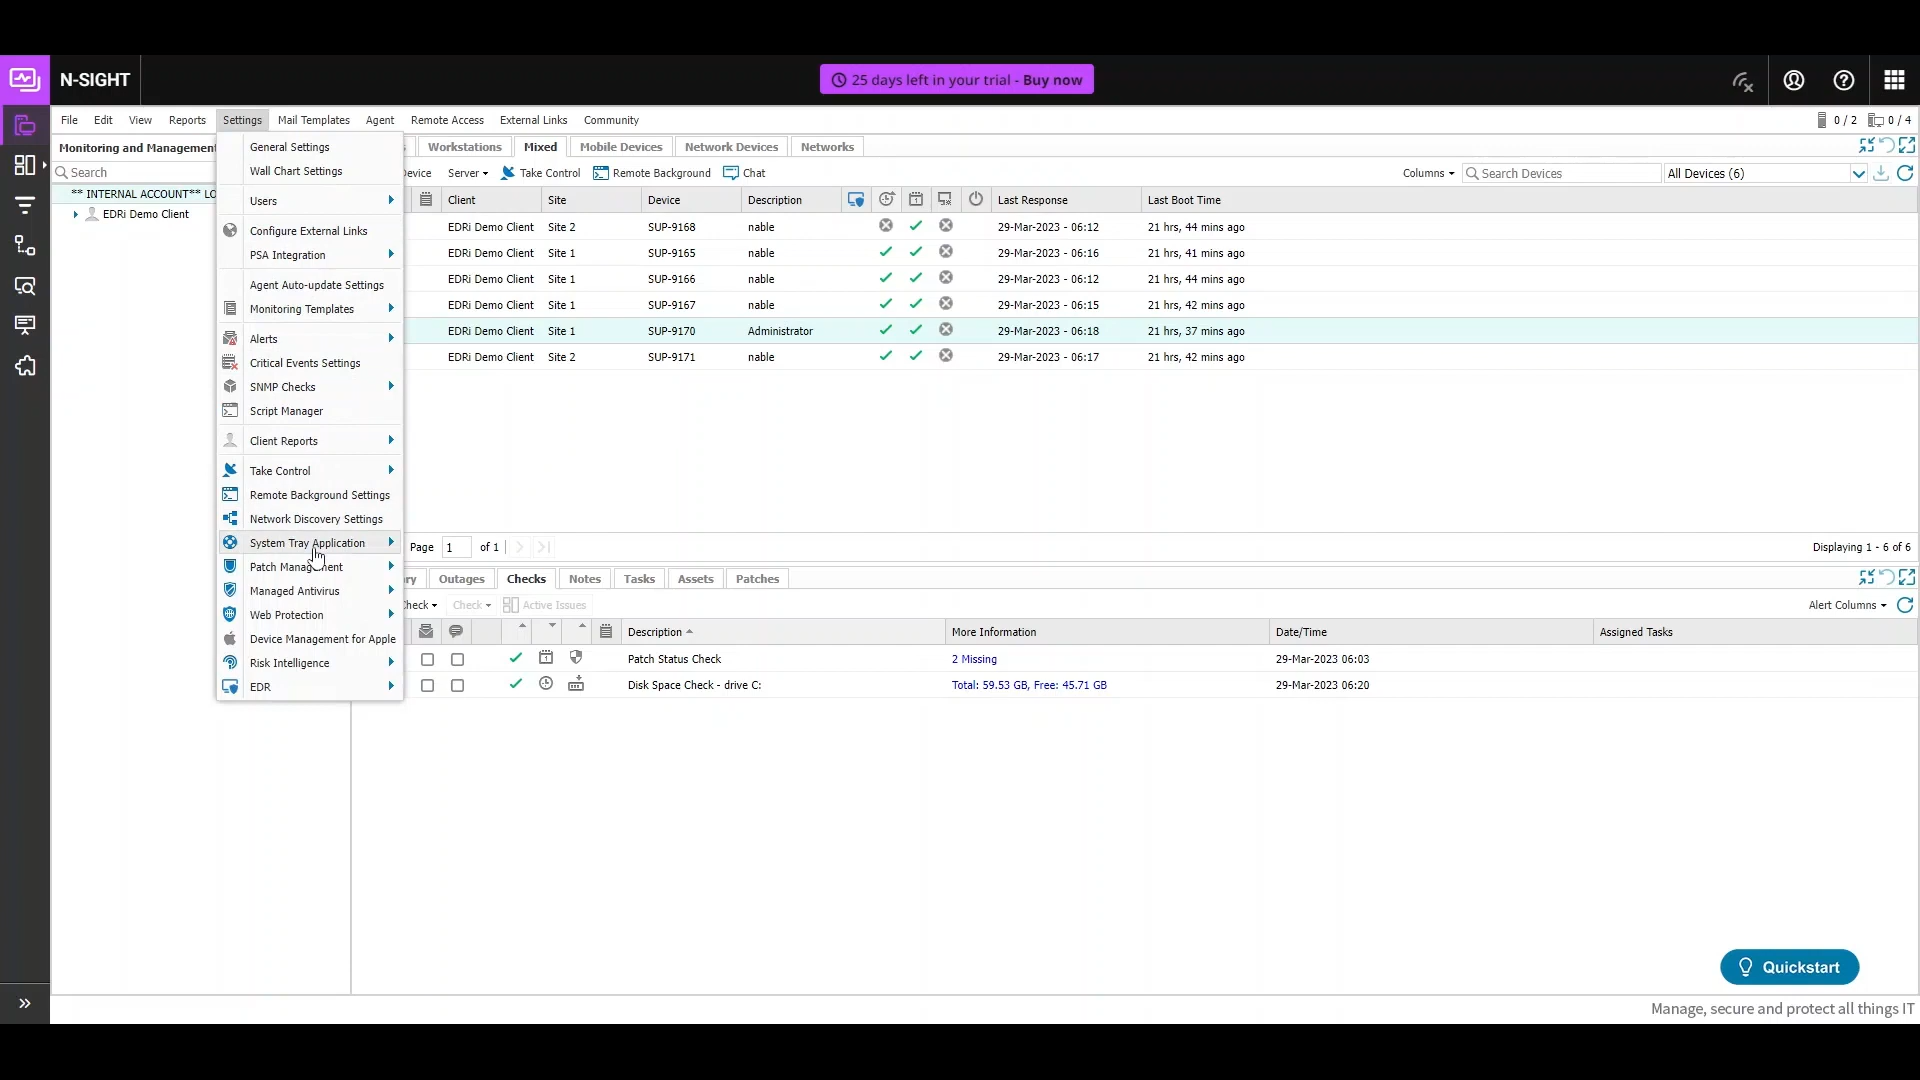 N-SIGHT
25 days left in your trial - Buy now
File Edit View Reports Settings Mail Templates Agent Remote Access External Links Community
0 / 2 0 / 4
Monitoring and Management
Search
** INTERNAL ACCOUNT** LO
EDRi Demo Client
General Settings
Wall Chart Settings
Users
Configure External Links
PSA Integration
Agent Auto-update Settings
Monitoring Templates
Alerts
Critical Events Settings
SNMP Checks
Script Manager
Client Reports
Take Control
Remote Background Settings
Network Discovery Settings
System Tray Application
Patch Management
Managed Antivirus
Web Protection
Device Management for Apple
Risk Intelligence
EDR
Workstations Mixed Mobile Devices Network Devices Networks
Device Server Take Control Remote Background Chat
Columns Search Devices All Devices (6)
Client Site Device Description Last Response Last Boot Time
EDRi Demo Client Site 2 SUP-9168 nable 29-Mar-2023 - 06:12 21 hrs, 44 mins ago
EDRi Demo Client Site 1 SUP-9165 nable 29-Mar-2023 - 06:16 21 hrs, 41 mins ago
EDRi Demo Client Site 1 SUP-9166 nable 29-Mar-2023 - 06:12 21 hrs, 44 mins ago
EDRi Demo Client Site 1 SUP-9167 nable 29-Mar-2023 - 06:15 21 hrs, 42 mins ago
EDRi Demo Client Site 1 SUP-9170 Administrator 29-Mar-2023 - 06:18 21 hrs, 37 mins ago
EDRi Demo Client Site 2 SUP-9171 nable 29-Mar-2023 - 06:17 21 hrs, 42 mins ago
Page 1 of 1
Displaying 1 - 6 of 6
ry Outages Checks Notes Tasks Assets Patches
Check Check Active Issues
Alert Columns
Description More Information Date/Time Assigned Tasks
Patch Status Check 2 Missing 29-Mar-2023 06:03
Disk Space Check - drive C: Total: 59.53 GB, Free: 45.71 GB 29-Mar-2023 06:20
Quickstart
Manage, secure and protect all things IT